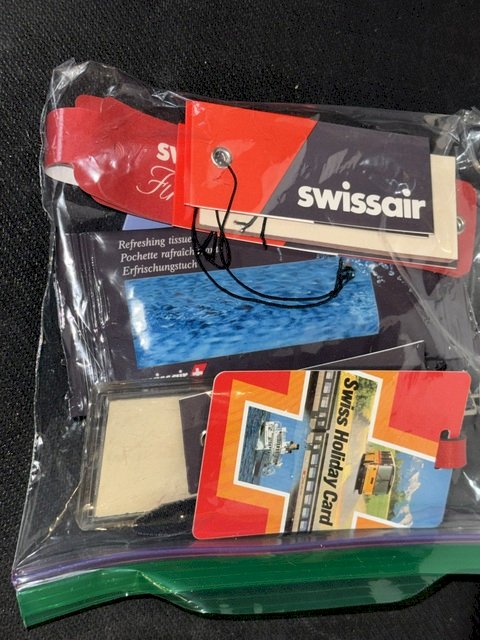 swissair
Refreshing tissue
Pochette rafraîch
Erfrischungstuch
Swiss Holiday Card